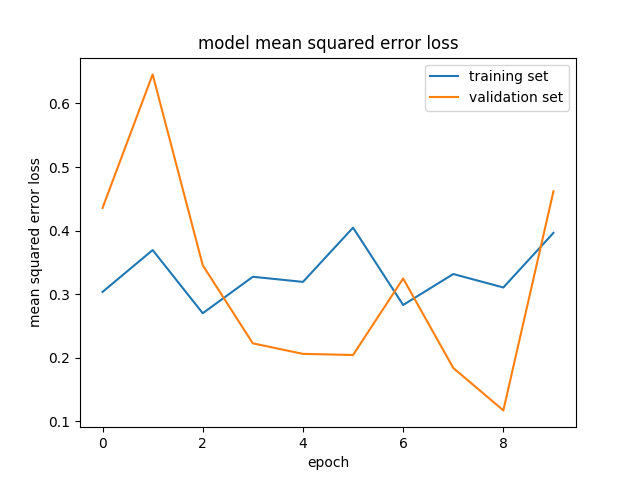 model mean squared error loss
training set
validation set
mean squared error loss
0.6
0.5
0.4
0.3
0.2
0.1
0 2 4 6 8
epoch